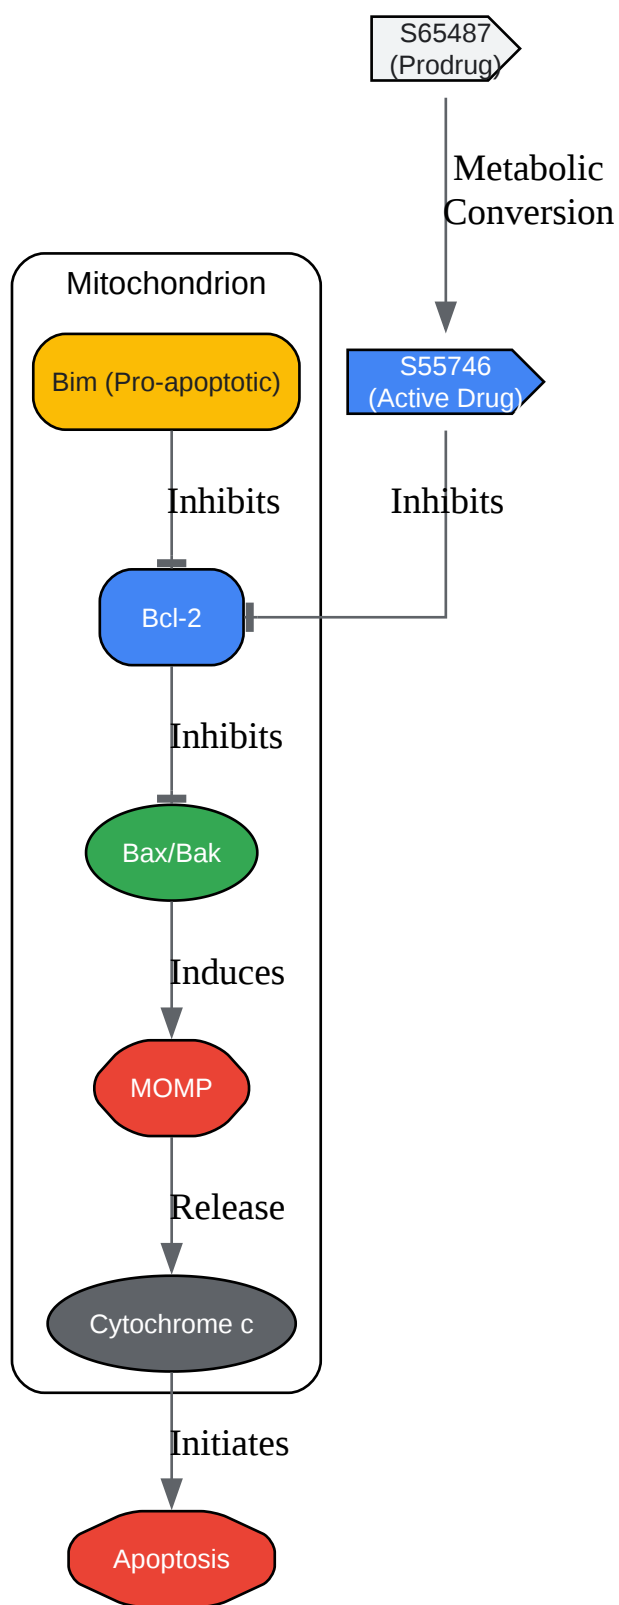 S65487
(Prodrug)
Metabolic
Conversion
Mitochondrion
Bim (Pro-apoptotic)
S55746
(Active Drug)
Inhibits
Inhibits
Bcl-2
Inhibits
Bax/Bak
Induces
MOMP
Release
Cytochrome c
Initiates
Apoptosis